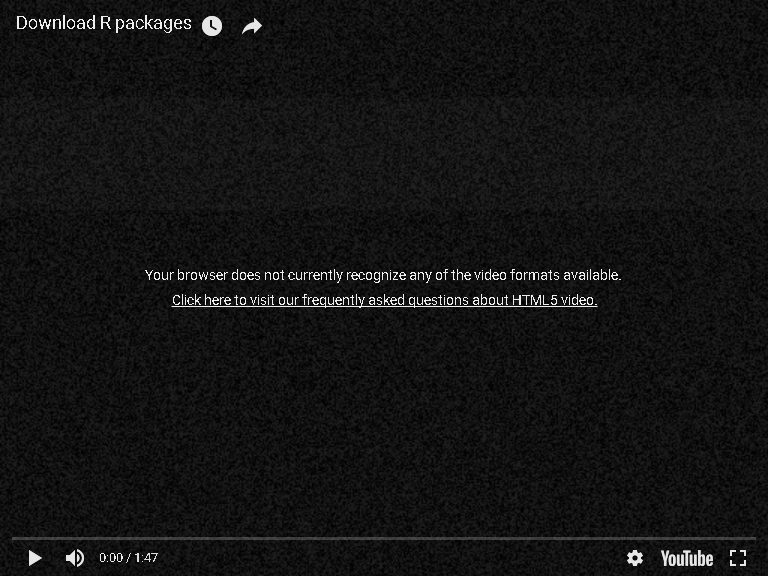 Download R packages
Your browser does not currently recognize any of the video formats available.
Click here to visit our frequently asked questions about HTML5 video.
0:00 / 1:47
YouTube